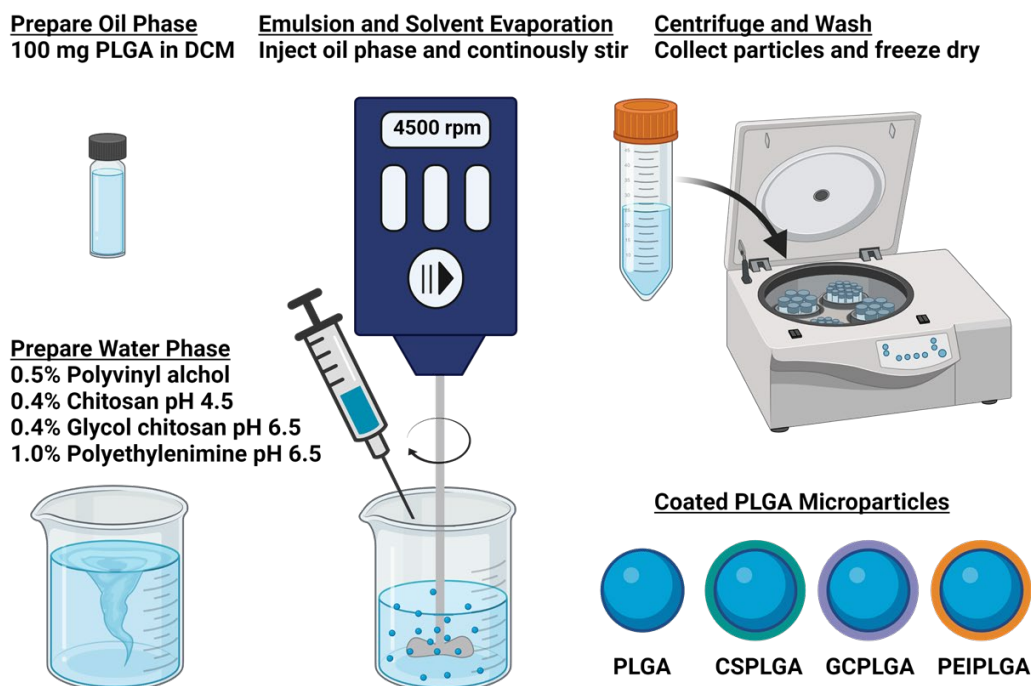 Prepare Oil Phase
100 mg PLGA in DCM
Emulsion and Solvent Evaporation
Inject oil phase and continously stir
Centrifuge and Wash
Collect particles and freeze dry
4500 rpm
Prepare Water Phase
0.5% Polyvinyl alchol
0.4% Chitosan pH 4.5
0.4% Glycol chitosan pH 6.5
1.0% Polyethylenimine pH 6.5
Coated PLGA Microparticles
PLGA
CSPLGA
GCPLGA
PEIPLGA